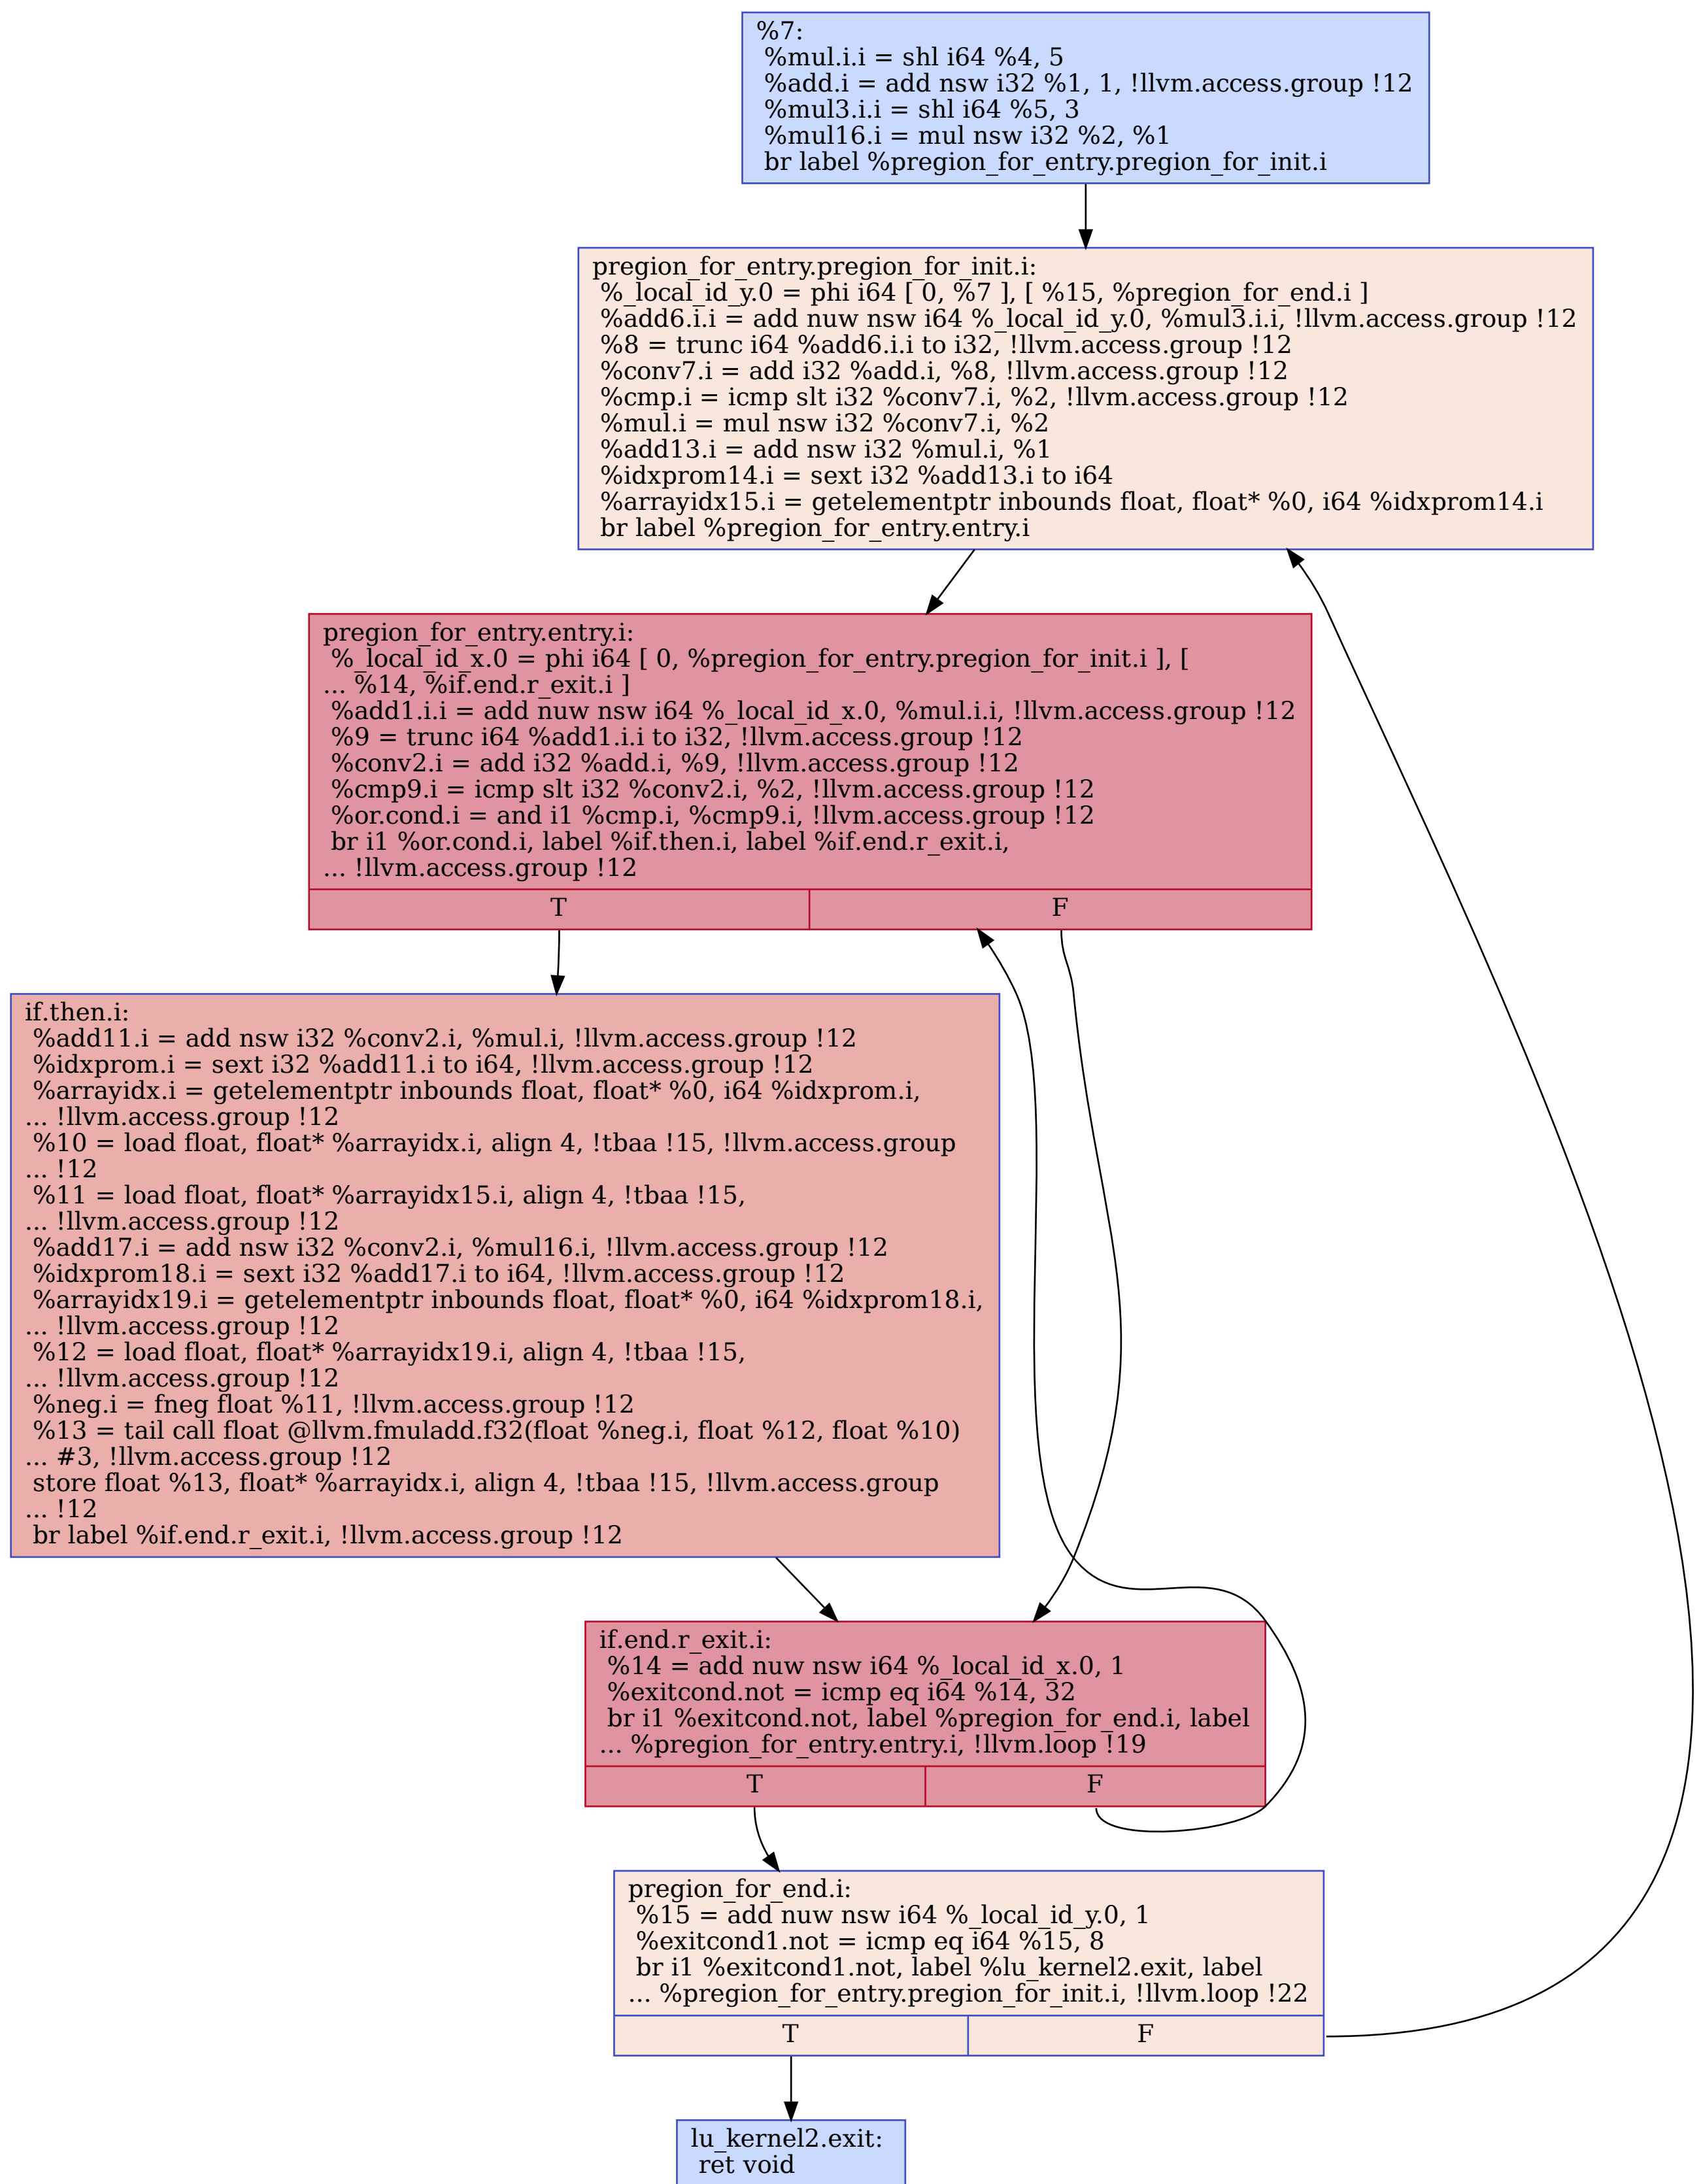 %7:
%mul.i.i = shl i64 %4, 5
%add.i = add nsw i32 %1, 1, !llvm.access.group !12
%mul3.i.i = shl i64 %5, 3
%mul16.i = mul nsw i32 %2, %1
br label %pregion_for_entry.pregion_for_init.i
pregion_for_entry.pregion_for_init.i:
%_local_id_y.0 = phi i64 [ 0, %7 ], [ %15, %pregion_for_end.i ]
%add6.i.i = add nuw nsw i64 %_local_id_y.0, %mul3.i.i, !llvm.access.group !12
%8 = trunc i64 %add6.i.i to i32, !llvm.access.group !12
%conv7.i = add i32 %add.i, %8, !llvm.access.group !12
%cmp.i = icmp slt i32 %conv7.i, %2, !llvm.access.group !12
%mul.i = mul nsw i32 %conv7.i, %2
%add13.i = add nsw i32 %mul.i, %1
%idxprom14.i = sext i32 %add13.i to i64
%arrayidx15.i = getelementptr inbounds float, float* %0, i64 %idxprom14.i
br label %pregion_for_entry.entry.i
pregion_for_entry.entry.i:
%_local_id_x.0 = phi i64 [ 0, %pregion_for_entry.pregion_for_init.i ], [
... %14, %if.end.r_exit.i ]
%add1.i.i = add nuw nsw i64 %_local_id_x.0, %mul.i.i, !llvm.access.group !12
%9 = trunc i64 %add1.i.i to i32, !llvm.access.group !12
%conv2.i = add i32 %add.i, %9, !llvm.access.group !12
%cmp9.i = icmp slt i32 %conv2.i, %2, !llvm.access.group !12
%or.cond.i = and i1 %cmp.i, %cmp9.i, !llvm.access.group !12
br i1 %or.cond.i, label %if.then.i, label %if.end.r_exit.i,
... !llvm.access.group !12
T F
if.then.i:
%add11.i = add nsw i32 %conv2.i, %mul.i, !llvm.access.group !12
%idxprom.i = sext i32 %add11.i to i64, !llvm.access.group !12
%arrayidx.i = getelementptr inbounds float, float* %0, i64 %idxprom.i,
... !llvm.access.group !12
%10 = load float, float* %arrayidx.i, align 4, !tbaa !15, !llvm.access.group
... !12
%11 = load float, float* %arrayidx15.i, align 4, !tbaa !15,
... !llvm.access.group !12
%add17.i = add nsw i32 %conv2.i, %mul16.i, !llvm.access.group !12
%idxprom18.i = sext i32 %add17.i to i64, !llvm.access.group !12
%arrayidx19.i = getelementptr inbounds float, float* %0, i64 %idxprom18.i,
... !llvm.access.group !12
%12 = load float, float* %arrayidx19.i, align 4, !tbaa !15,
... !llvm.access.group !12
%neg.i = fneg float %11, !llvm.access.group !12
%13 = tail call float @llvm.fmuladd.f32(float %neg.i, float %12, float %10)
... #3, !llvm.access.group !12
store float %13, float* %arrayidx.i, align 4, !tbaa !15, !llvm.access.group
... !12
br label %if.end.r_exit.i, !llvm.access.group !12
if.end.r_exit.i:
%14 = add nuw nsw i64 %_local_id_x.0, 1
%exitcond.not = icmp eq i64 %14, 32
br i1 %exitcond.not, label %pregion_for_end.i, label
... %pregion_for_entry.entry.i, !llvm.loop !19
T F
pregion_for_end.i:
%15 = add nuw nsw i64 %_local_id_y.0, 1
%exitcond1.not = icmp eq i64 %15, 8
br i1 %exitcond1.not, label %lu_kernel2.exit, label
... %pregion_for_entry.pregion_for_init.i, !llvm.loop !22
T F
lu_kernel2.exit:
ret void